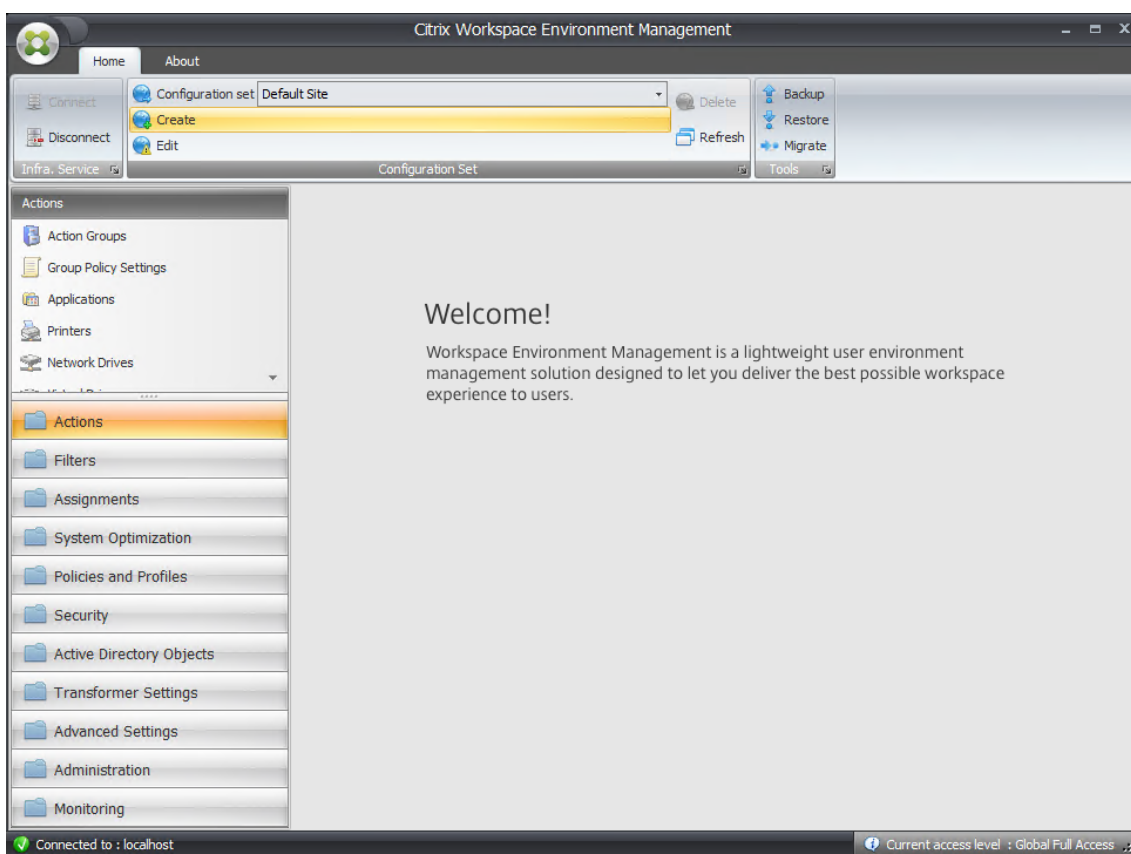 Citrix Workspace Environment Management
Home About
Connect
Disconnect
Infra. Service
Configuration set Default Site
Create
Edit
Delete
Refresh
Configuration Set
Backup
Restore
Migrate
Tools
Actions
Action Groups
Group Policy Settings
Applications
Printers
Network Drives
Actions
Filters
Assignments
System Optimization
Policies and Profiles
Security
Active Directory Objects
Transformer Settings
Advanced Settings
Administration
Monitoring
Welcome!
Workspace Environment Management is a lightweight user environment
management solution designed to let you deliver the best possible workspace
experience to users.
Connected to : localhost
Current access level : Global Full Access